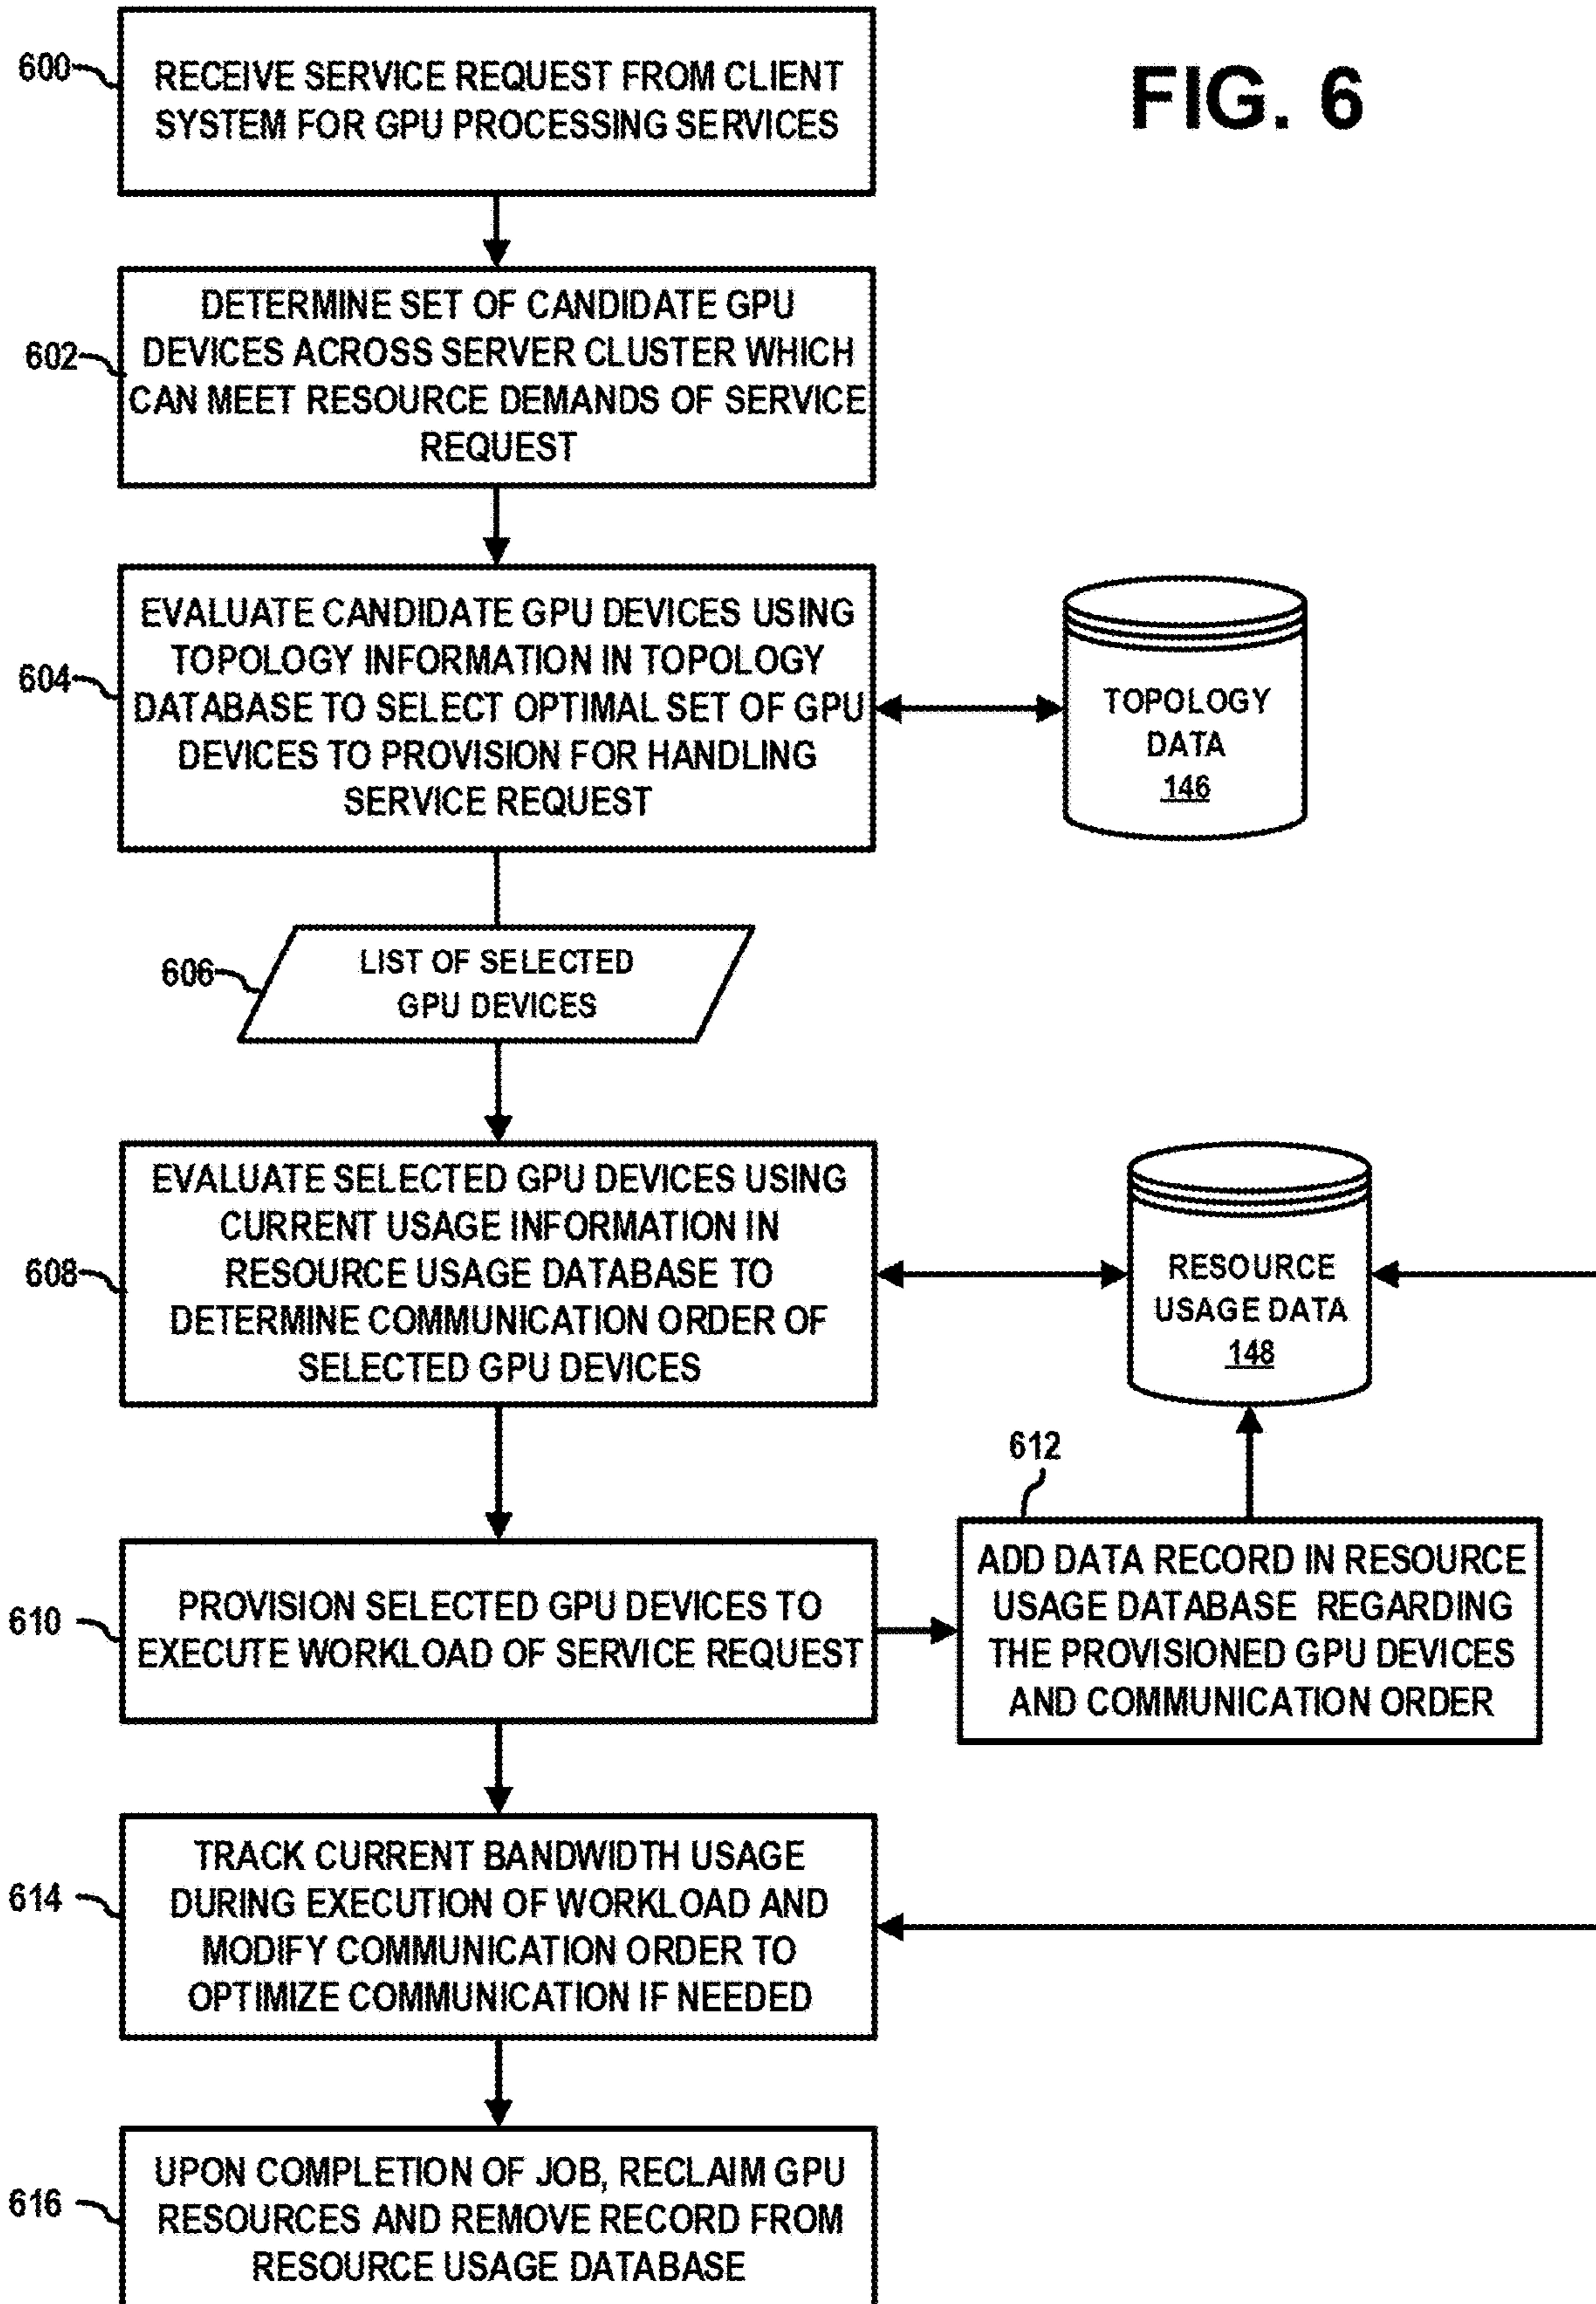 FIG. 6
600
RECEIVE SERVICE REQUEST FROM CLIENT
SYSTEM FOR GPU PROCESSING SERVICES
602
DETERMINE SET OF CANDIDATE GPU
DEVICES ACROSS SERVER CLUSTER WHICH
CAN MEET RESOURCE DEMANDS OF SERVICE
REQUEST
604
EVALUATE CANDIDATE GPU DEVICES USING
TOPOLOGY INFORMATION IN TOPOLOGY
DATABASE TO SELECT OPTIMAL SET OF GPU
DEVICES TO PROVISION FOR HANDLING
SERVICE REQUEST
TOPOLOGY
DATA
146
606
LIST OF SELECTED
GPU DEVICES
608
EVALUATE SELECTED GPU DEVICES USING
CURRENT USAGE INFORMATION IN
RESOURCE USAGE DATABASE TO
DETERMINE COMMUNICATION ORDER OF
SELECTED GPU DEVICES
RESOURCE
USAGE DATA
148
610
PROVISION SELECTED GPU DEVICES TO
EXECUTE WORKLOAD OF SERVICE REQUEST
612
ADD DATA RECORD IN RESOURCE
USAGE DATABASE REGARDING
THE PROVISIONED GPU DEVICES
AND COMMUNICATION ORDER
614
TRACK CURRENT BANDWIDTH USAGE
DURING EXECUTION OF WORKLOAD AND
MODIFY COMMUNICATION ORDER TO
OPTIMIZE COMMUNICATION IF NEEDED
616
UPON COMPLETION OF JOB, RECLAIM GPU
RESOURCES AND REMOVE RECORD FROM
RESOURCE USAGE DATABASE